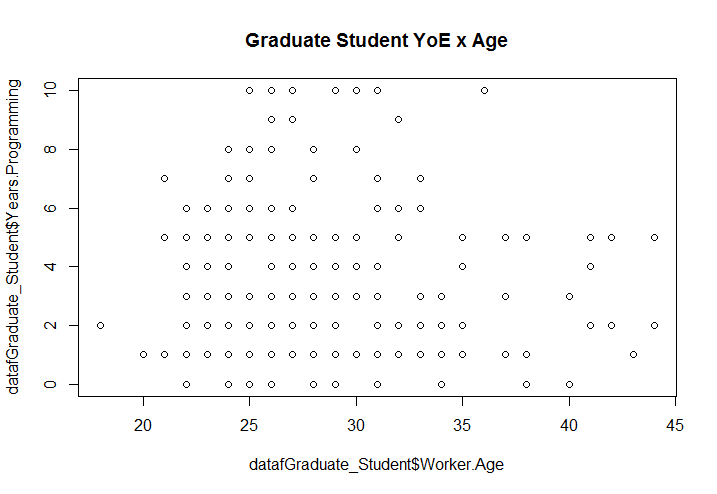 Graduate Student YoE x Age
datafGraduate_Student$Years.Programming
10
8
6
4
2
0
20 25 30 35 40 45
datafGraduate_Student$Worker.Age